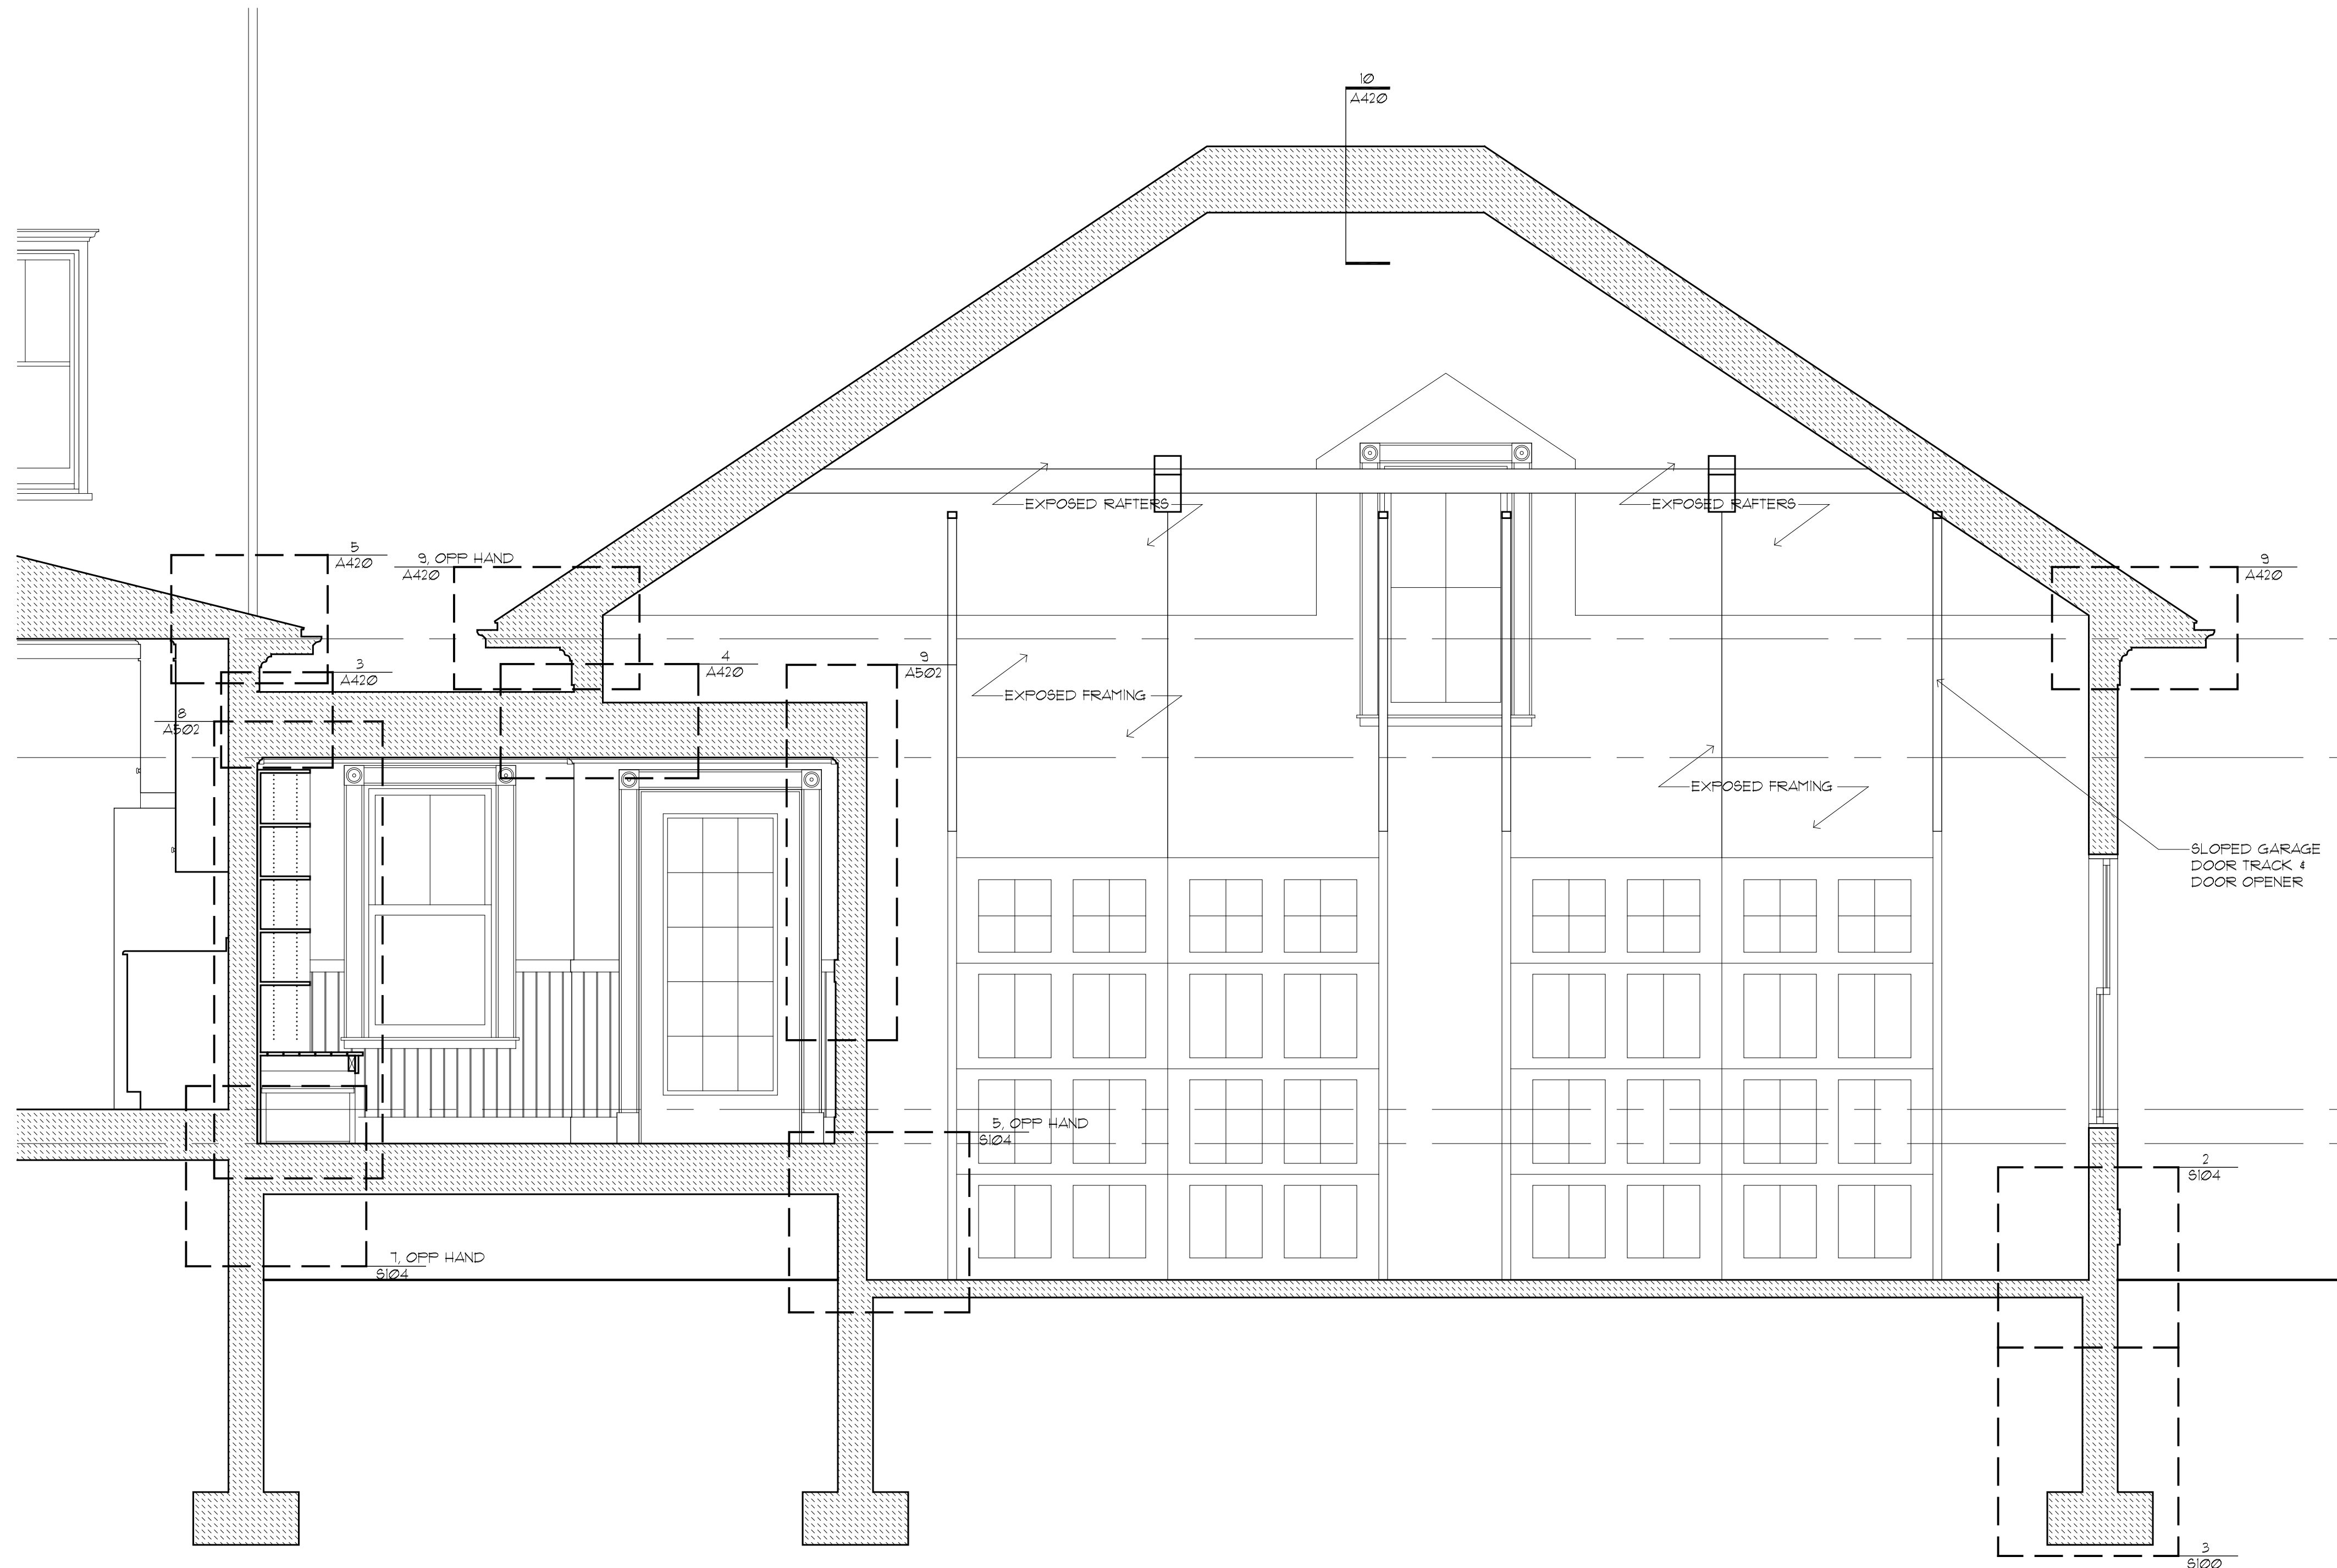 10
A420
EXPOSED RAFTERS
EXPOSED RAFTERS
5
A420
9, OPP HAND
A420
9
A420
3
A420
4
A420
9
A502
EXPOSED FRAMING
8
A502
EXPOSED FRAMING
SLOPED GARAGE
DOOR TRACK &
DOOR OPENER
5, OPP HAND
S104
2
S104
7, OPP HAND
S104
3
S100